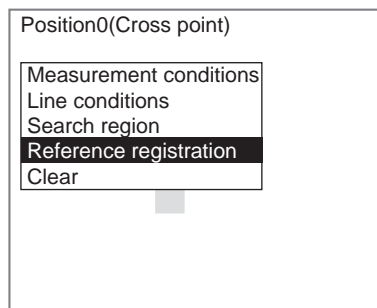 Position0(Cross point)
Measurement conditions
Line conditions
Search region
Reference registration
Clear